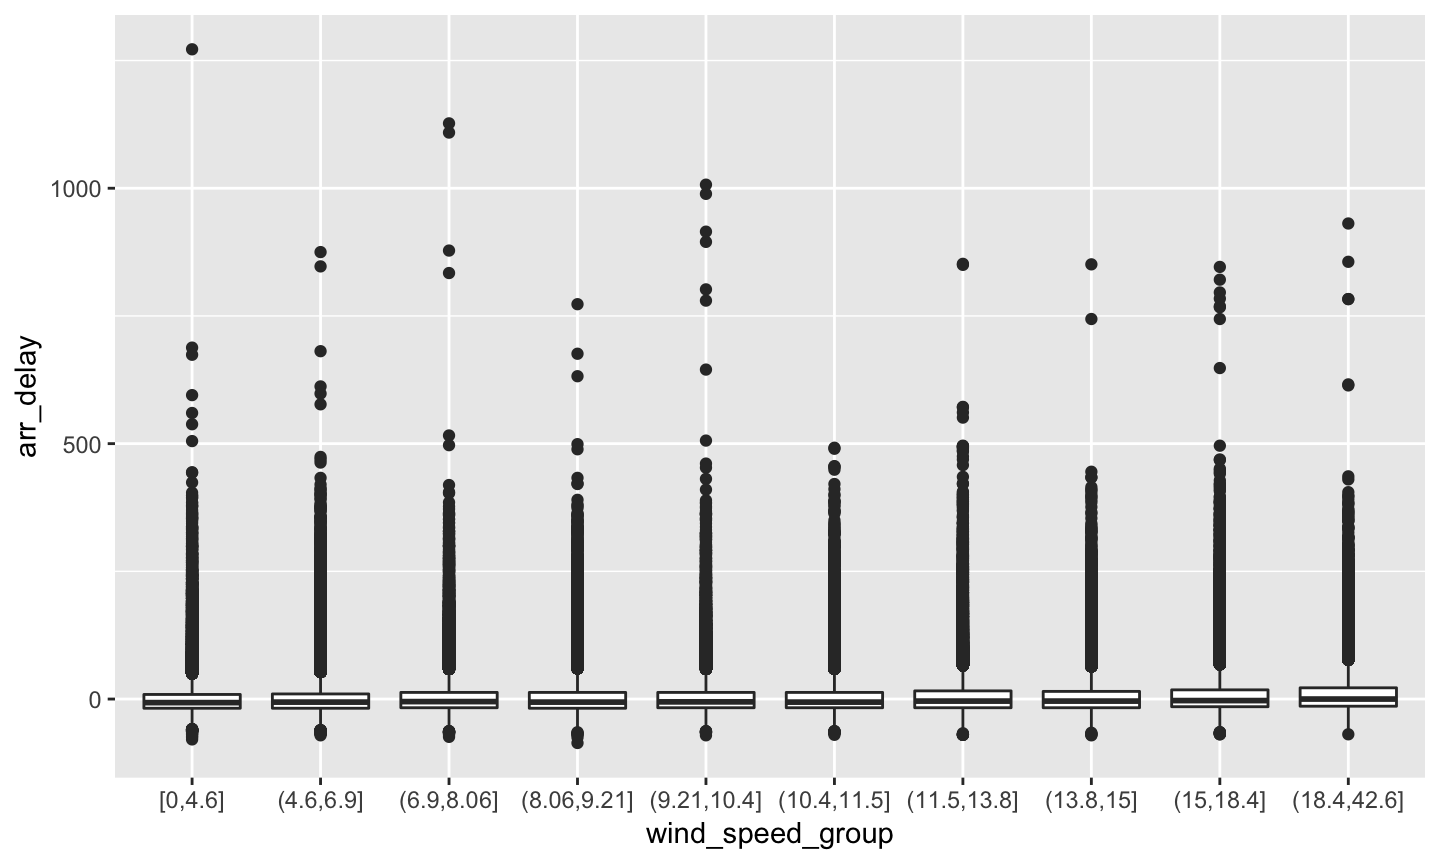 arr_delay
1000
500
0
[0,4.6] (4.6,6.9] (6.9,8.06] (8.06,9.21] (9.21,10.4] (10.4,11.5] (11.5,13.8] (13.8,15] (15,18.4] (18.4,42.6]
wind_speed_group